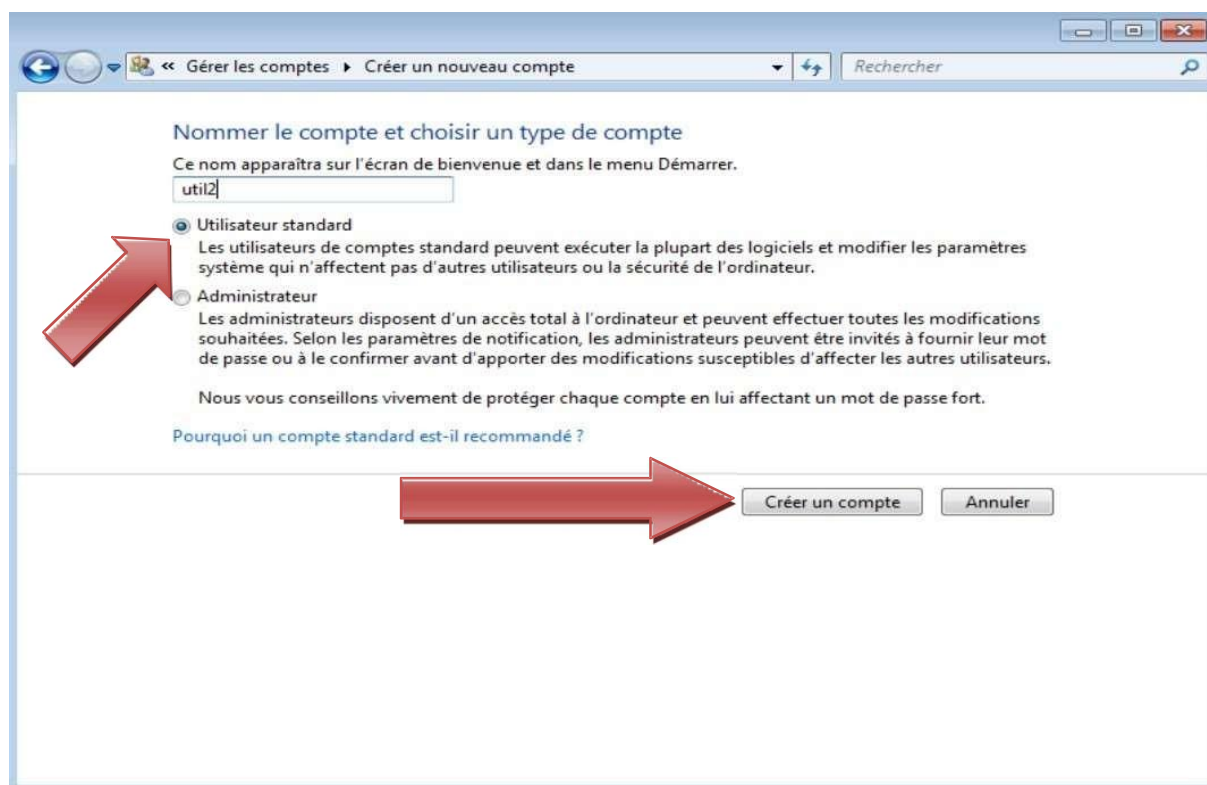 « Gérer les comptes ▸ Créer un nouveau compte
Rechercher
Nommer le compte et choisir un type de compte
Ce nom apparaîtra sur l'écran de bienvenue et dans le menu Démarrer.
util2
Utilisateur standard
Les utilisateurs de comptes standard peuvent exécuter la plupart des logiciels et modifier les paramètres
système qui n'affectent pas d'autres utilisateurs ou la sécurité de l'ordinateur.
Administrateur
Les administrateurs disposent d'un accès total à l'ordinateur et peuvent effectuer toutes les modifications
souhaitées. Selon les paramètres de notification, les administrateurs peuvent être invités à fournir leur mot
de passe ou à le confirmer avant d'apporter des modifications susceptibles d'affecter les autres utilisateurs.
Nous vous conseillons vivement de protéger chaque compte en lui affectant un mot de passe fort.
Pourquoi un compte standard est-il recommandé ?
Créer un compte
Annuler